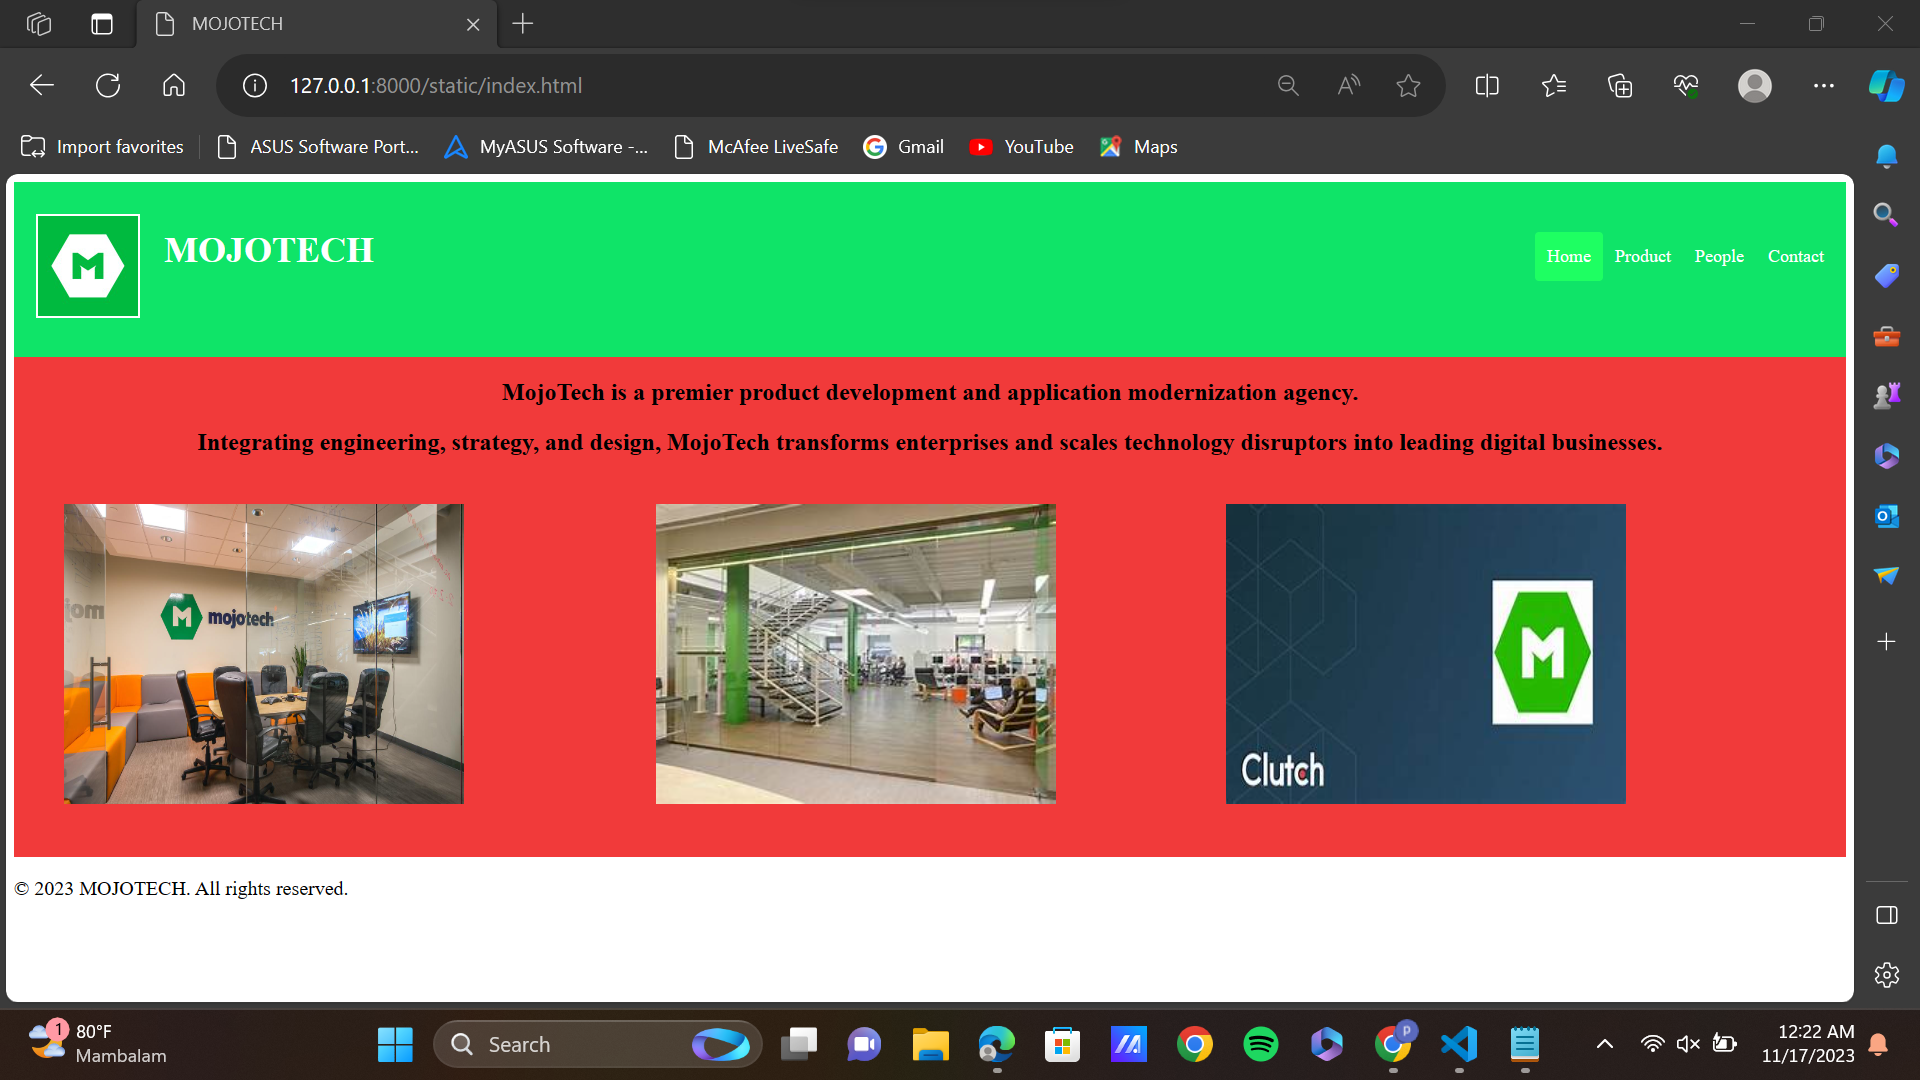 MOJOTECH
127.0.0.1:8000/static/index.html
Import favorites
ASUS Software Port...
MyASUS Software -...
McAfee LiveSafe
Gmail
YouTube
Maps
M
MOJOTECH
Home
Product
People
Contact
MojoTech is a premier product development and application modernization agency.
Integrating engineering, strategy, and design, MojoTech transforms enterprises and scales technology disruptors into leading digital businesses.
moj
M mojotech
M
Clutch
© 2023 MOJOTECH. All rights reserved.
1
80°F
Mambalam
Search
P
12:22 AM
11/17/2023